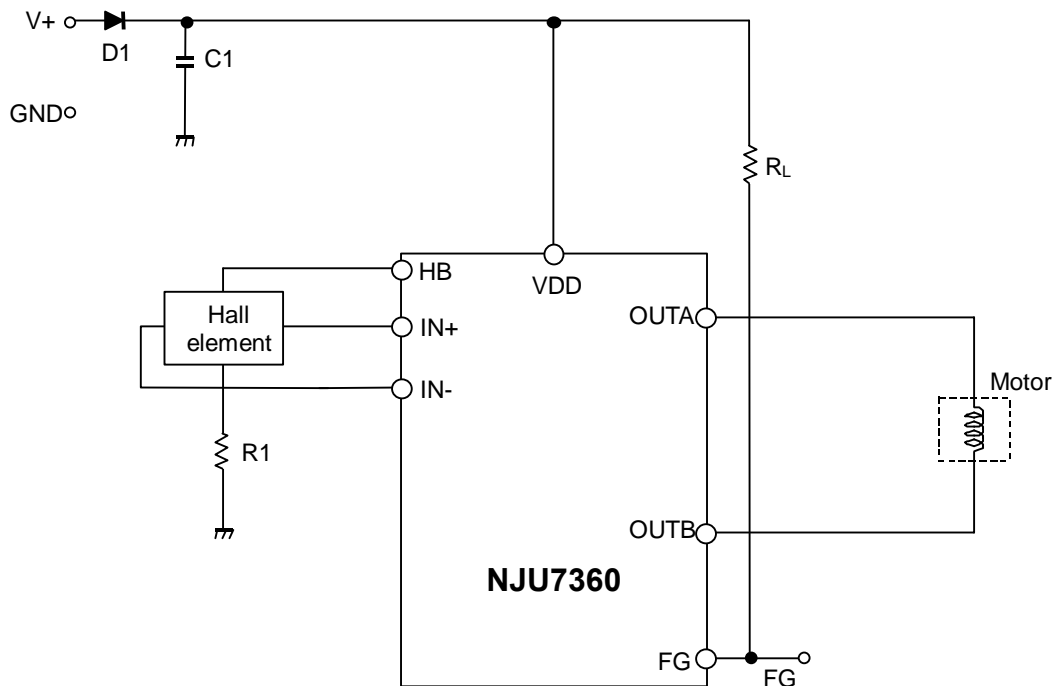 V+
D1
C1
GND
RL
HB
VDD
Hall
element
IN+
OUTA
IN-
Motor
R1
OUTB
NJU7360
FG
FG